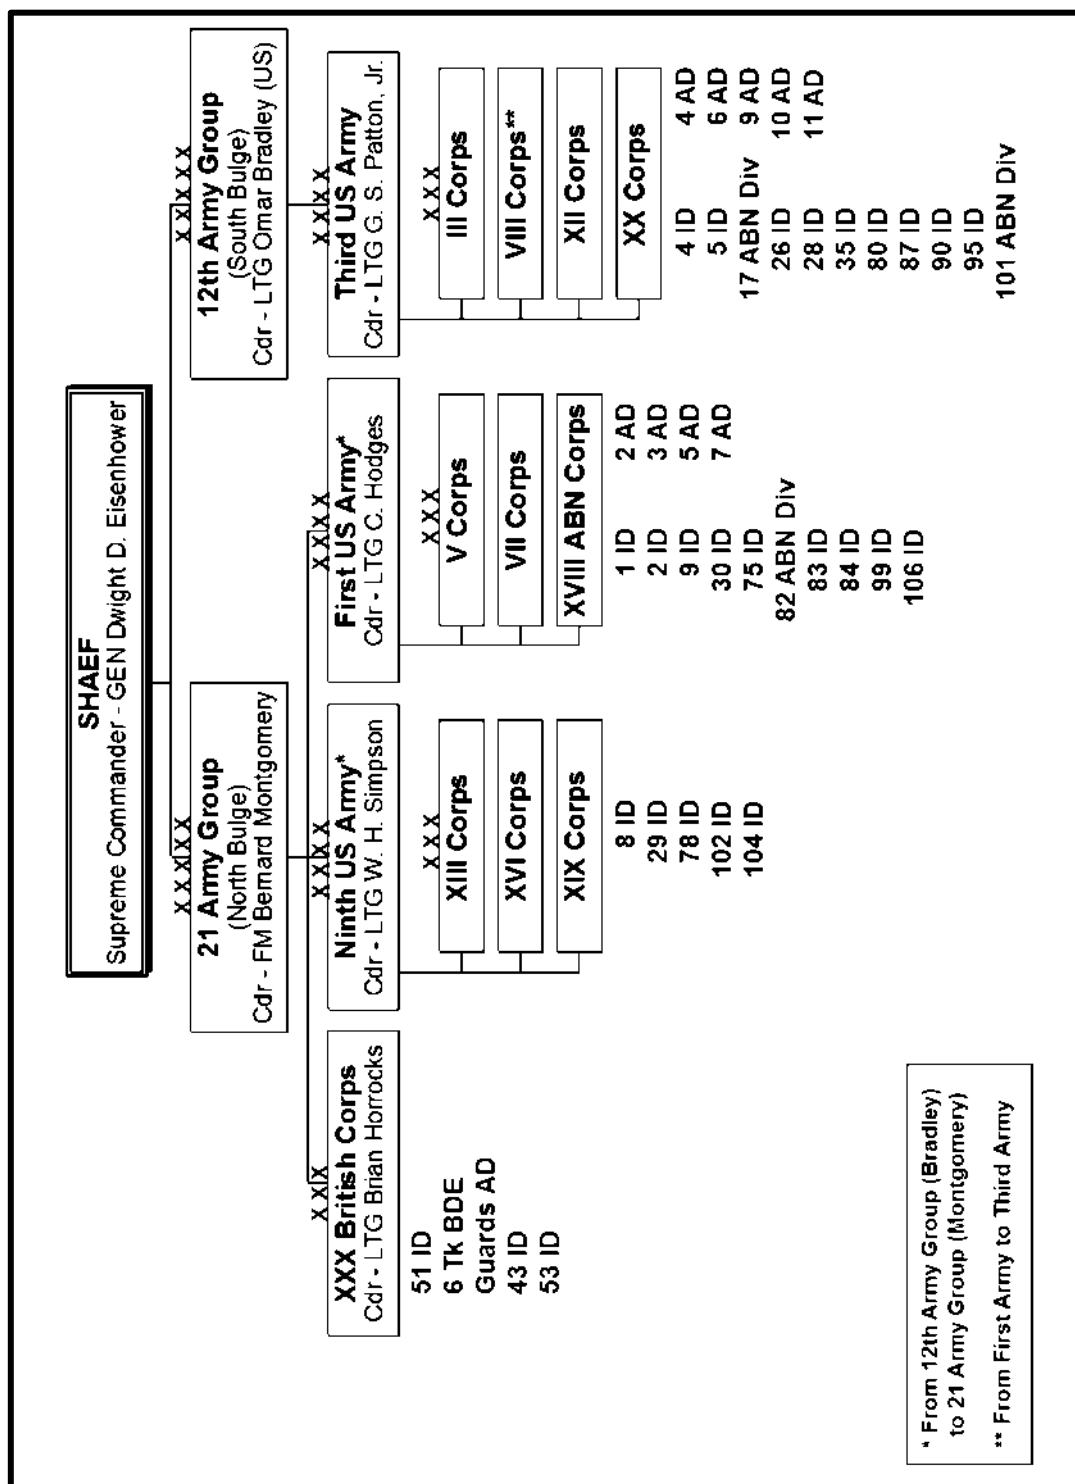 SHAEF
Supreme Commander - GEN Dwight D. Eisenhower
XXXXX
21 Army Group
(North Bulge)
Cdr - FM Bernard Montgomery
XXXXX
12th Army Group
(South Bulge)
Cdr - LTG Omar Bradley (US)
XXX
XXX British Corps
Cdr - LTG Brian Horrocks
51 ID
6 Tk BDE
Guards AD
43 ID
53 ID
XXXX
Ninth US Army*
Cdr - LTG W. H. Simpson
XXX
XIII Corps
XVI Corps
XIX Corps
8 ID
29 ID
78 ID
102 ID
104 ID
XXXX
First US Army*
Cdr - LTG C. Hodges
XXX
V Corps
VII Corps
XVIII ABN Corps
1 ID
2 ID
9 ID
30 ID
75 ID
82 ABN Div
83 ID
84 ID
99 ID
106 ID
2 AD
3 AD
5 AD
7 AD
XXXX
Third US Army
Cdr - LTG G. S. Patton, Jr.
XXX
III Corps
VIII Corps**
XII Corps
XX Corps
4 ID
5 ID
17 ABN Div
26 ID
28 ID
35 ID
80 ID
87 ID
90 ID
95 ID
101 ABN Div
4 AD
6 AD
9 AD
10 AD
11 AD
* From 12th Army Group (Bradley)
to 21 Army Group (Montgomery)
** From First Army to Third Army